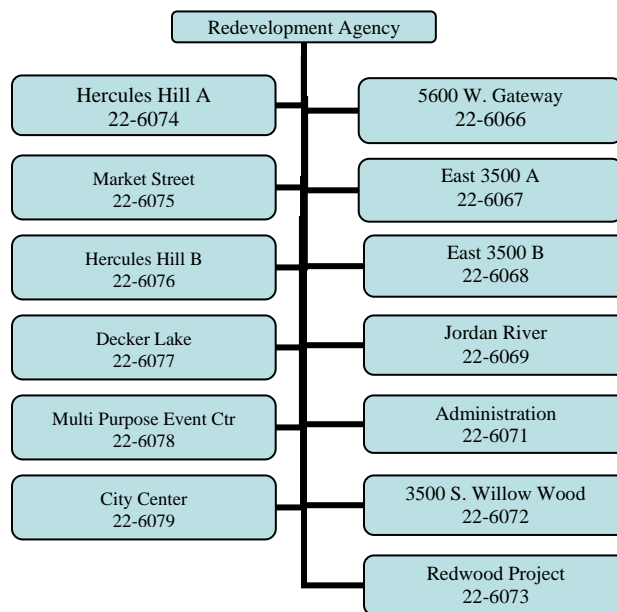 Redevelopment Agency
Hercules Hill A
22-6074
5600 W. Gateway
22-6066
Market Street
22-6075
East 3500 A
22-6067
Hercules Hill B
22-6076
East 3500 B
22-6068
Decker Lake
22-6077
Jordan River
22-6069
Multi Purpose Event Ctr
22-6078
Administration
22-6071
City Center
22-6079
3500 S. Willow Wood
22-6072
Redwood Project
22-6073